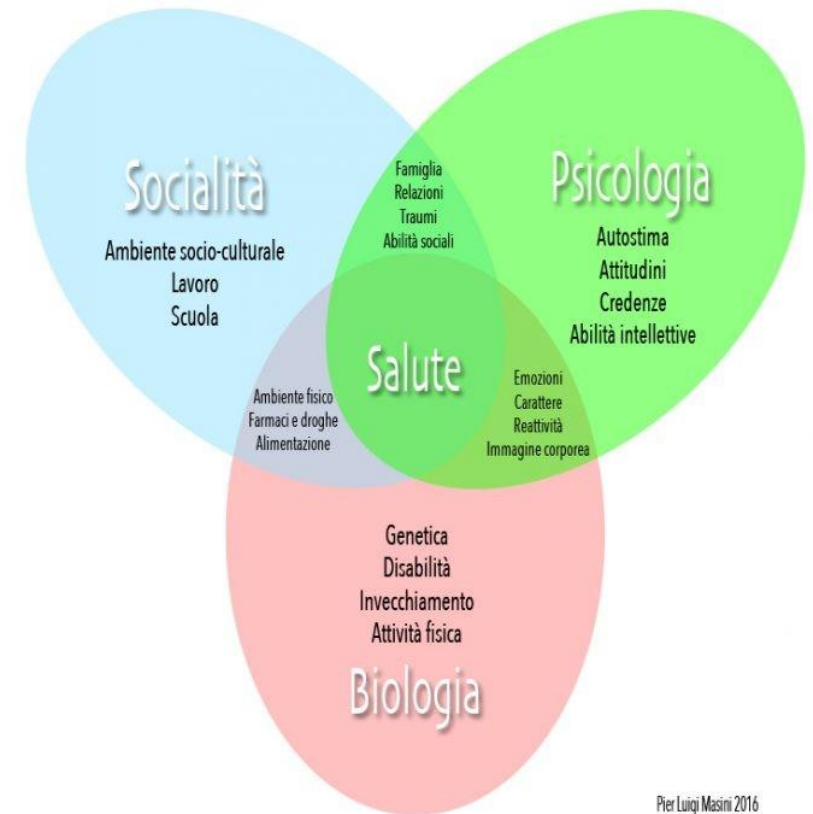 Socialità
Ambiente socio-culturale
Lavoro
Scuola
Famiglia
Relazioni
Traumi
Abilità sociali
Psicologia
Autostima
Attitudini
Credenze
Abilità intellettive
Salute
Ambiente fisico
Farmaci e droghe
Alimentazione
Emozioni
Carattere
Reattività
Immagine corporea
Genetica
Disabilità
Invecchiamento
Attività fisica
Biologia
Pier Luigi Masini 2016